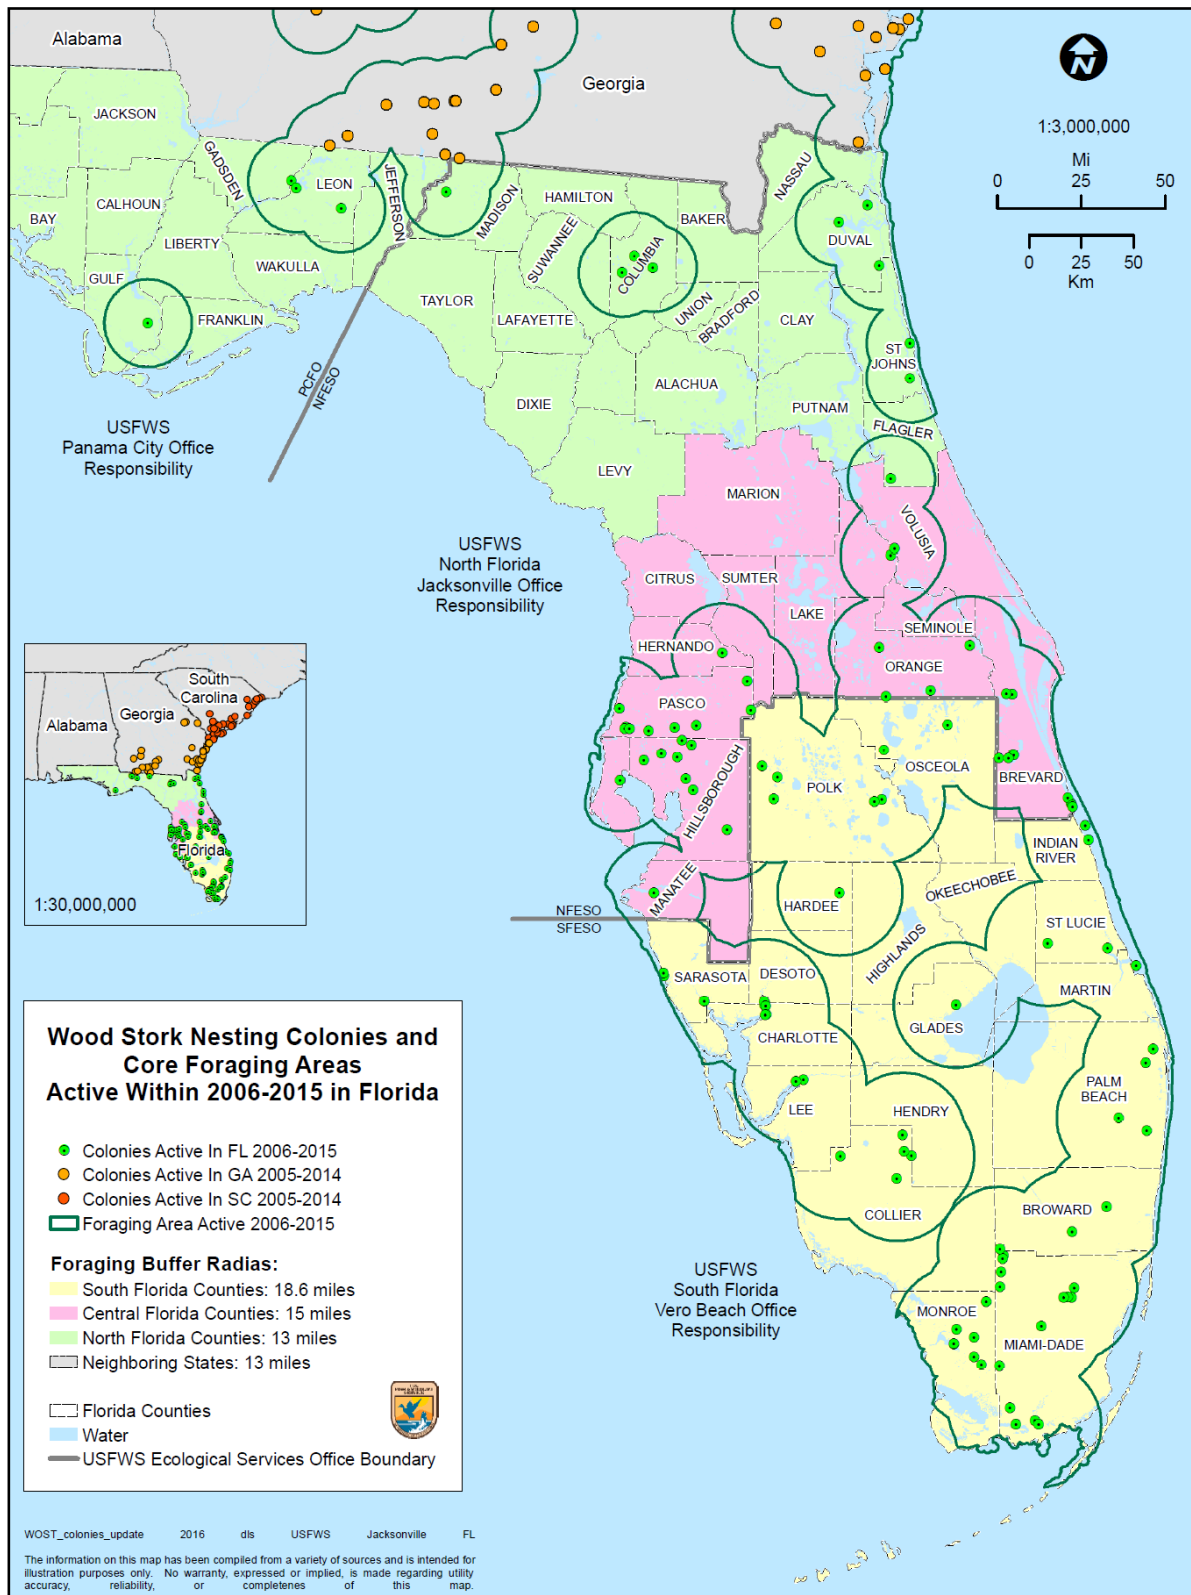 Alabama
Georgia
N
1:3,000,000
Mi
0 25 50
0 25 50
Km
JACKSON
GADSDEN
LEON
JEFFERSON
MADISON
HAMILTON
NASSAU
BAY
CALHOUN
LIBERTY
WAKULLA
SUWANNEE
COLUMBIA
BAKER
DUVAL
GULF
FRANKLIN
TAYLOR
LAFAYETTE
UNION
BRADFORD
CLAY
ST
JOHNS
PCFO
NFESO
DIXIE
ALACHUA
PUTNAM
FLAGLER
USFWS
Panama City Office
Responsibility
LEVY
MARION
VOLUSIA
USFWS
North Florida
Jacksonville Office
Responsibility
CITRUS
SUMTER
LAKE
SEMINOLE
HERNANDO
ORANGE
PASCO
HILLSBOROUGH
POLK
OSCEOLA
BREVARD
INDIAN
RIVER
MANATEE
HARDEE
OKEECHOBEE
NFESO
SFESO
HIGHLANDS
ST LUCIE
SARASOTA
DESOTO
MARTIN
CHARLOTTE
GLADES
LEE
HENDRY
PALM
BEACH
COLLIER
BROWARD
USFWS
South Florida
Vero Beach Office
Responsibility
MONROE
MIAMI-DADE
South
Carolina
Georgia
Alabama
Florida
1:30,000,000
Wood Stork Nesting Colonies and
Core Foraging Areas
Active Within 2006-2015 in Florida
Colonies Active In FL 2006-2015
Colonies Active In GA 2005-2014
Colonies Active In SC 2005-2014
Foraging Area Active 2006-2015
Foraging Buffer Radias:
South Florida Counties: 18.6 miles
Central Florida Counties: 15 miles
North Florida Counties: 13 miles
Neighboring States: 13 miles
Florida Counties
Water
USFWS Ecological Services Office Boundary
WOST_colonies_update 2016 dls USFWS Jacksonville FL
The information on this map has been compiled from a variety of sources and is intended for
illustration purposes only. No warranty, expressed or implied, is made regarding utility
accuracy, reliability, or completenes of this map.